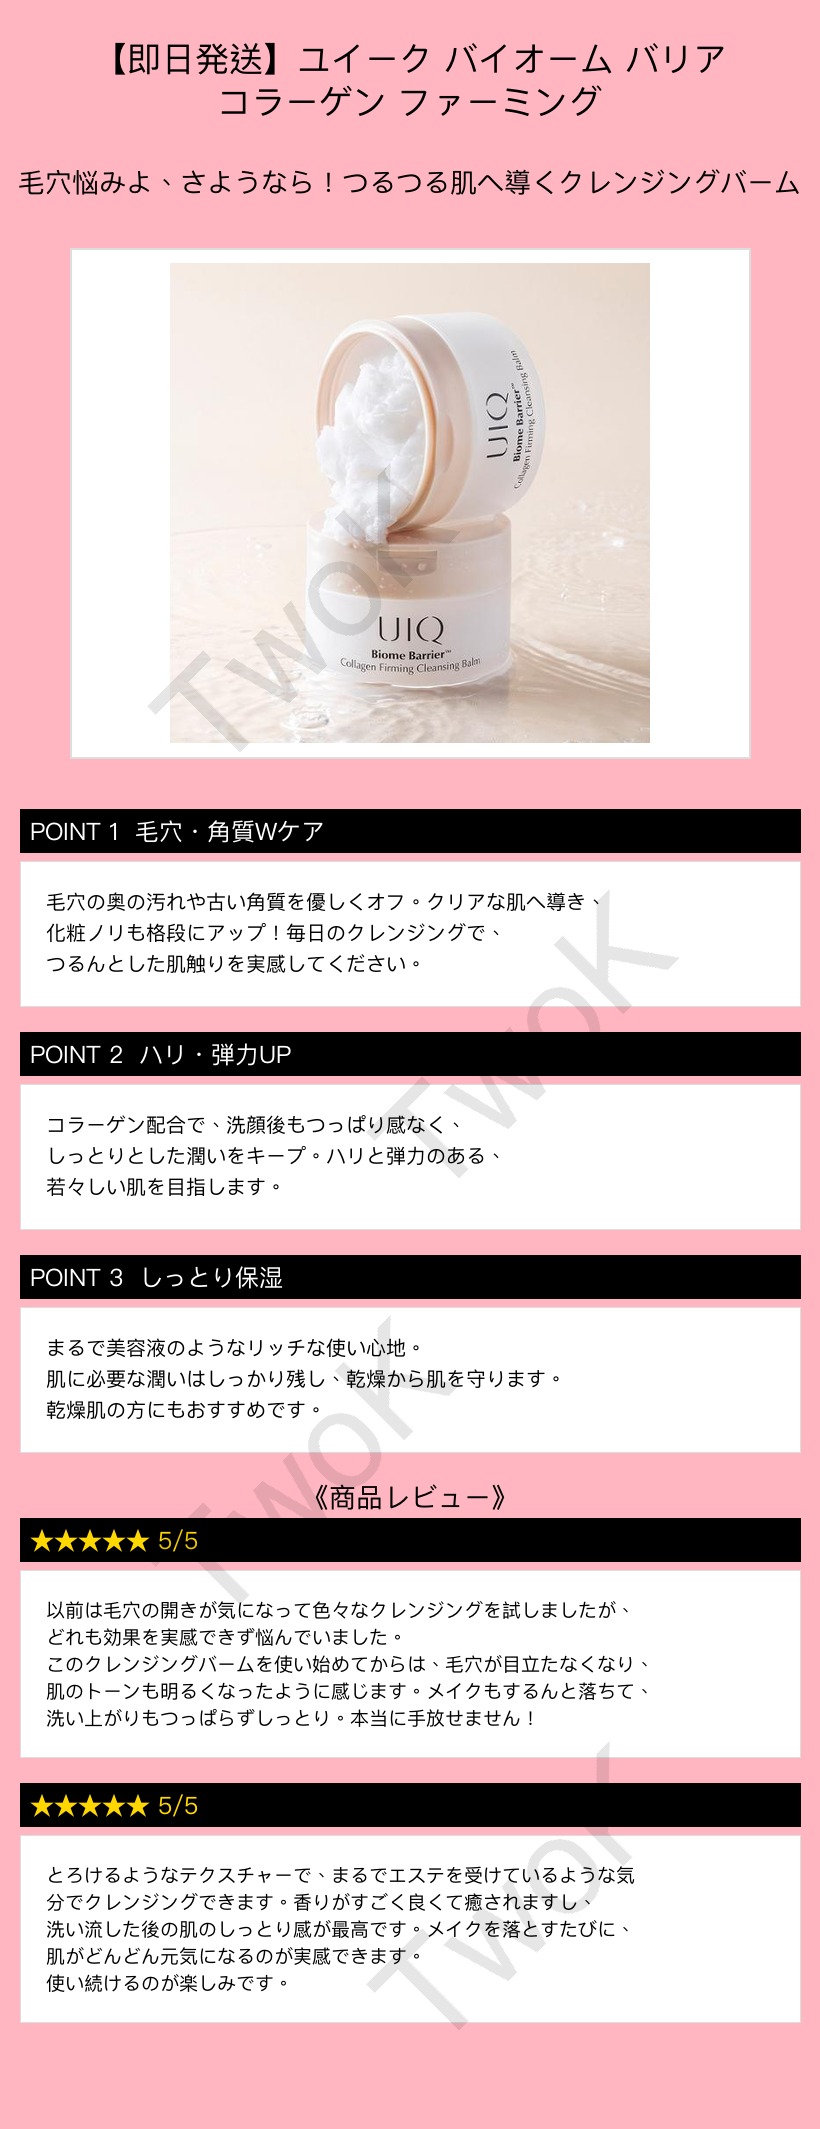 【即日発送】ユイーク バイオーム バリア
コラーゲン ファーミング
毛穴悩みよ、さようなら！つるつる肌へ導くクレンジングバーム
UIQ
Biome Barrier™
Collagen Firming Cleansing Balm
UIQ
Biome Barrier™
Collagen Firming Cleansing Balm
TwoK
POINT 1 毛穴・角質Wケア
毛穴の奥の汚れや古い角質を優しくオフ。クリアな肌へ導き、
化粧ノリも格段にアップ！毎日のクレンジングで、
つるんとした肌触りを実感してください。
TwoK
POINT 2 ハリ・弾力UP
コラーゲン配合で、洗顔後もつっぱり感なく、
しっとりとした潤いをキープ。ハリと弾力のある、
若々しい肌を目指します。
POINT 3 しっとり保湿
まるで美容液のようなリッチな使い心地。
肌に必要な潤いはしっかり残し、乾燥から肌を守ります。
乾燥肌の方にもおすすめです。
TwoK
《商品レビュー》
★★★★★ 5/5
以前は毛穴の開きが気になって色々なクレンジングを試しましたが、
どれも効果を実感できず悩んでいました。
このクレンジングバームを使い始めてからは、毛穴が目立たなくなり、
肌のトーンも明るくなったように感じます。メイクもするんと落ちて、
洗い上がりもつっぱらずしっとり。本当に手放せません！
★★★★★ 5/5
とろけるようなテクスチャーで、まるでエステを受けているような気
分でクレンジングできます。香りがすごく良くて癒されますし、
洗い流した後の肌のしっとり感が最高です。メイクを落とすたびに、
肌がどんどん元気になるのが実感できます。
使い続けるのが楽しみです。
TwoK